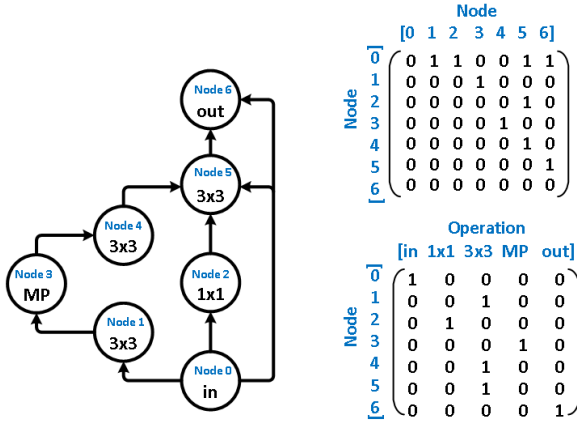 Node 6
out
Node 5
3x3
Node 4
3x3
Node 3
MP
Node 2
1x1
Node 1
3x3
Node 0
in
Node
[0 1 2 3 4 5 6]
Node
[0 1 2 3 4 5 6]
0 1 1 0 0 1 1
0 0 0 1 0 0 0
0 0 0 0 0 1 0
0 0 0 0 1 0 0
0 0 0 0 0 1 0
0 0 0 0 0 0 1
0 0 0 0 0 0 0
Operation
[in 1x1 3x3 MP out]
Node
[0 1 2 3 4 5 6]
1 0 0 0 0
0 0 1 0 0
0 1 0 0 0
0 0 0 1 0
0 0 1 0 0
0 0 1 0 0
0 0 0 0 1